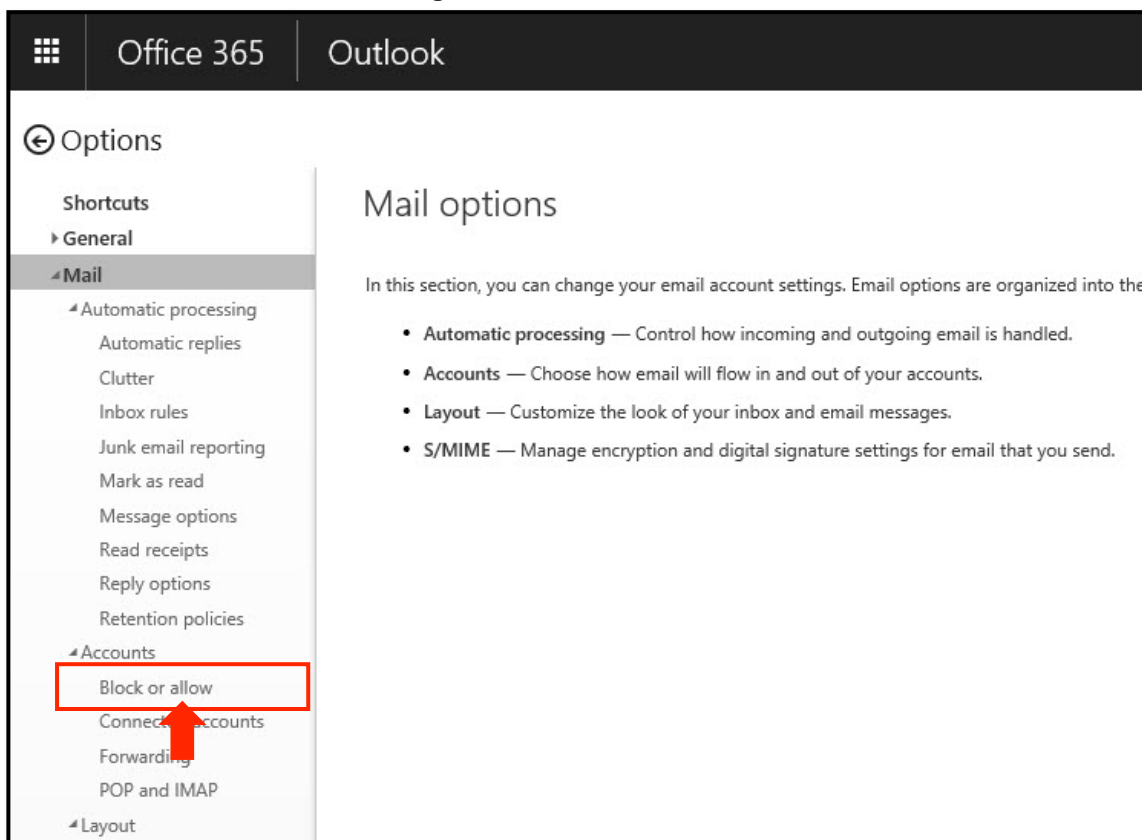 Office 365 Outlook
Options
Shortcuts
General
Mail
Automatic processing
Automatic replies
Clutter
Inbox rules
Junk email reporting
Mark as read
Message options
Read receipts
Reply options
Retention policies
Accounts
Block or allow
Connected accounts
Forwarding
POP and IMAP
Layout
Mail options
In this section, you can change your email account settings. Email options are organized into the
• Automatic processing — Control how incoming and outgoing email is handled.
• Accounts — Choose how email will flow in and out of your accounts.
• Layout — Customize the look of your inbox and email messages.
• S/MIME — Manage encryption and digital signature settings for email that you send.